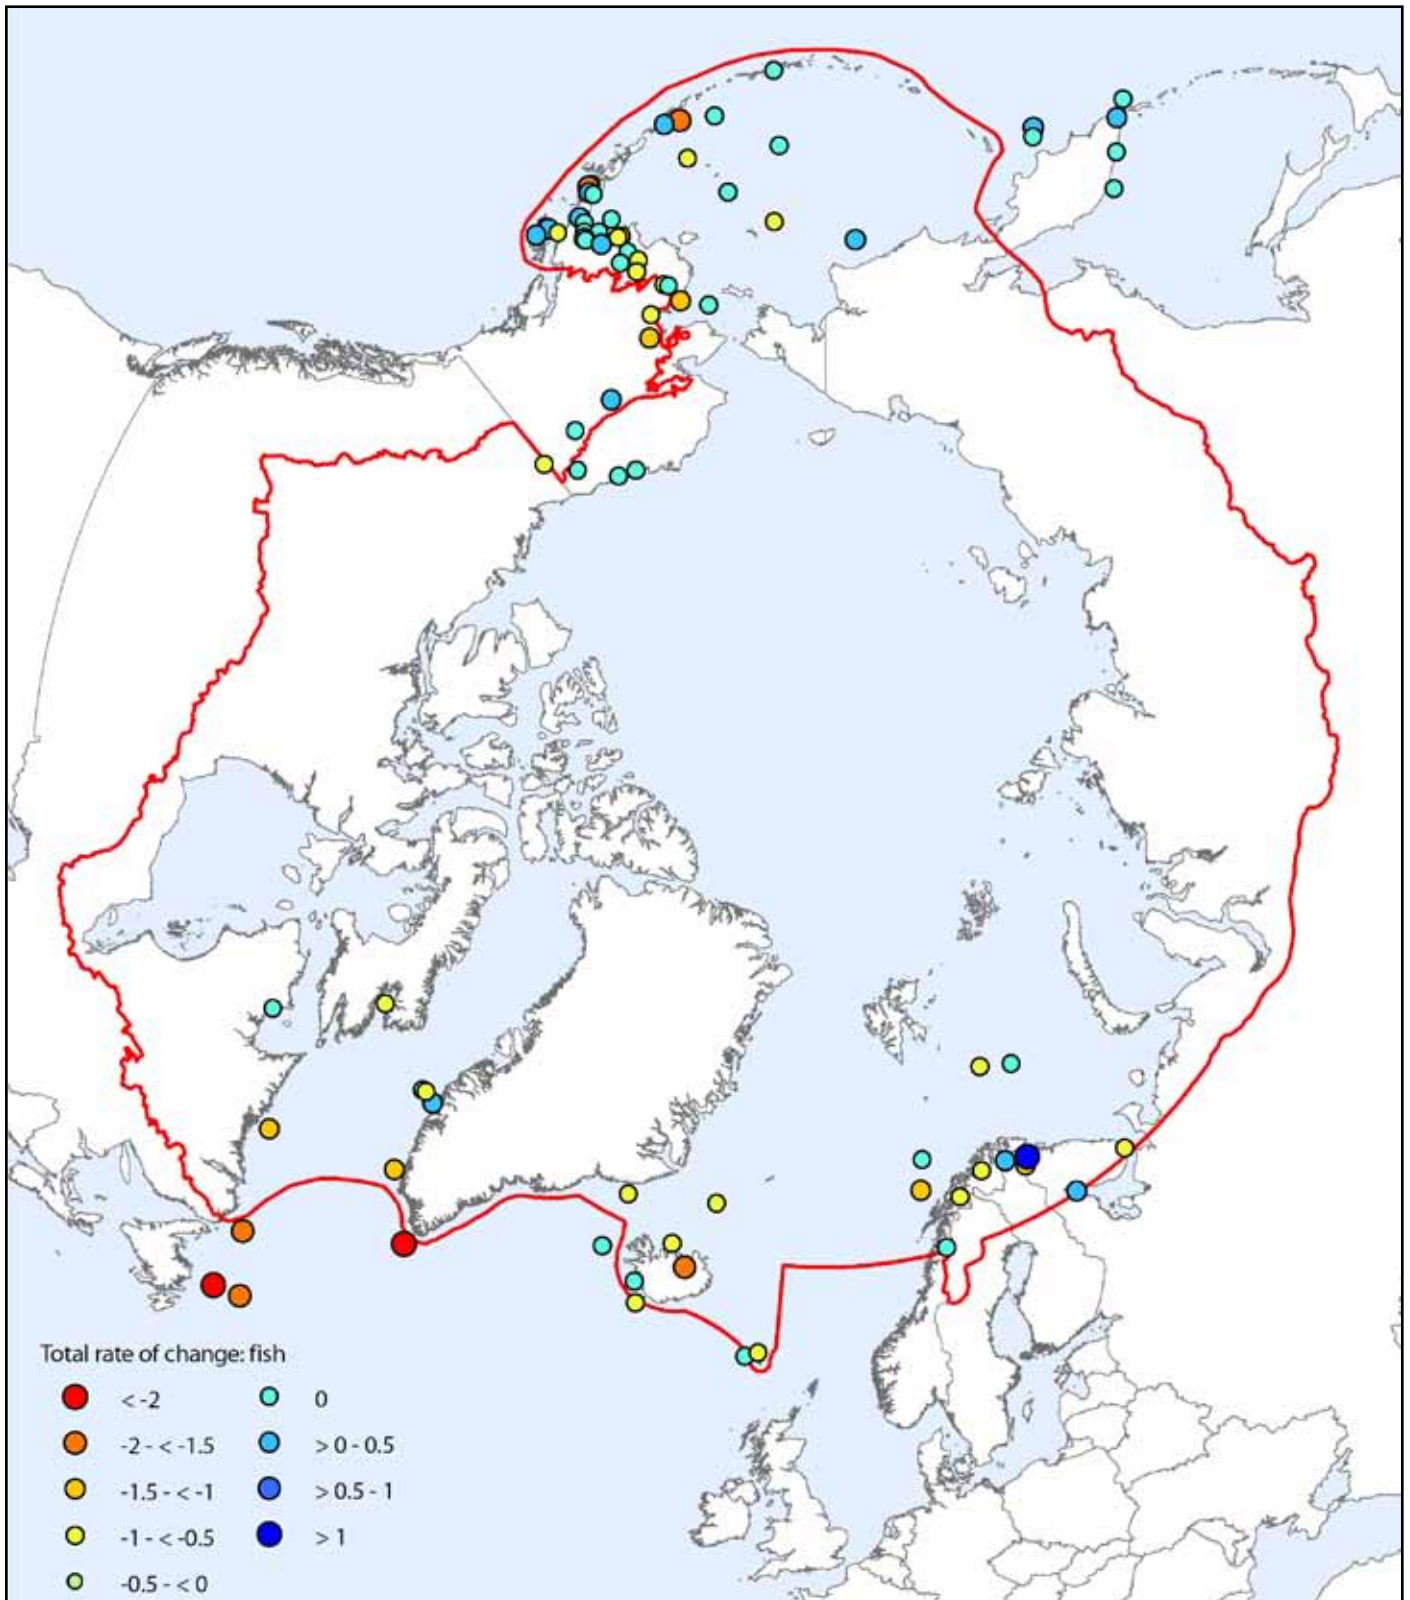 Total rate of change: fish
< -2
-2 - < -1.5
-1.5 - < -1
-1 - < -0.5
-0.5 - < 0
0
> 0 - 0.5
> 0.5 - 1
> 1